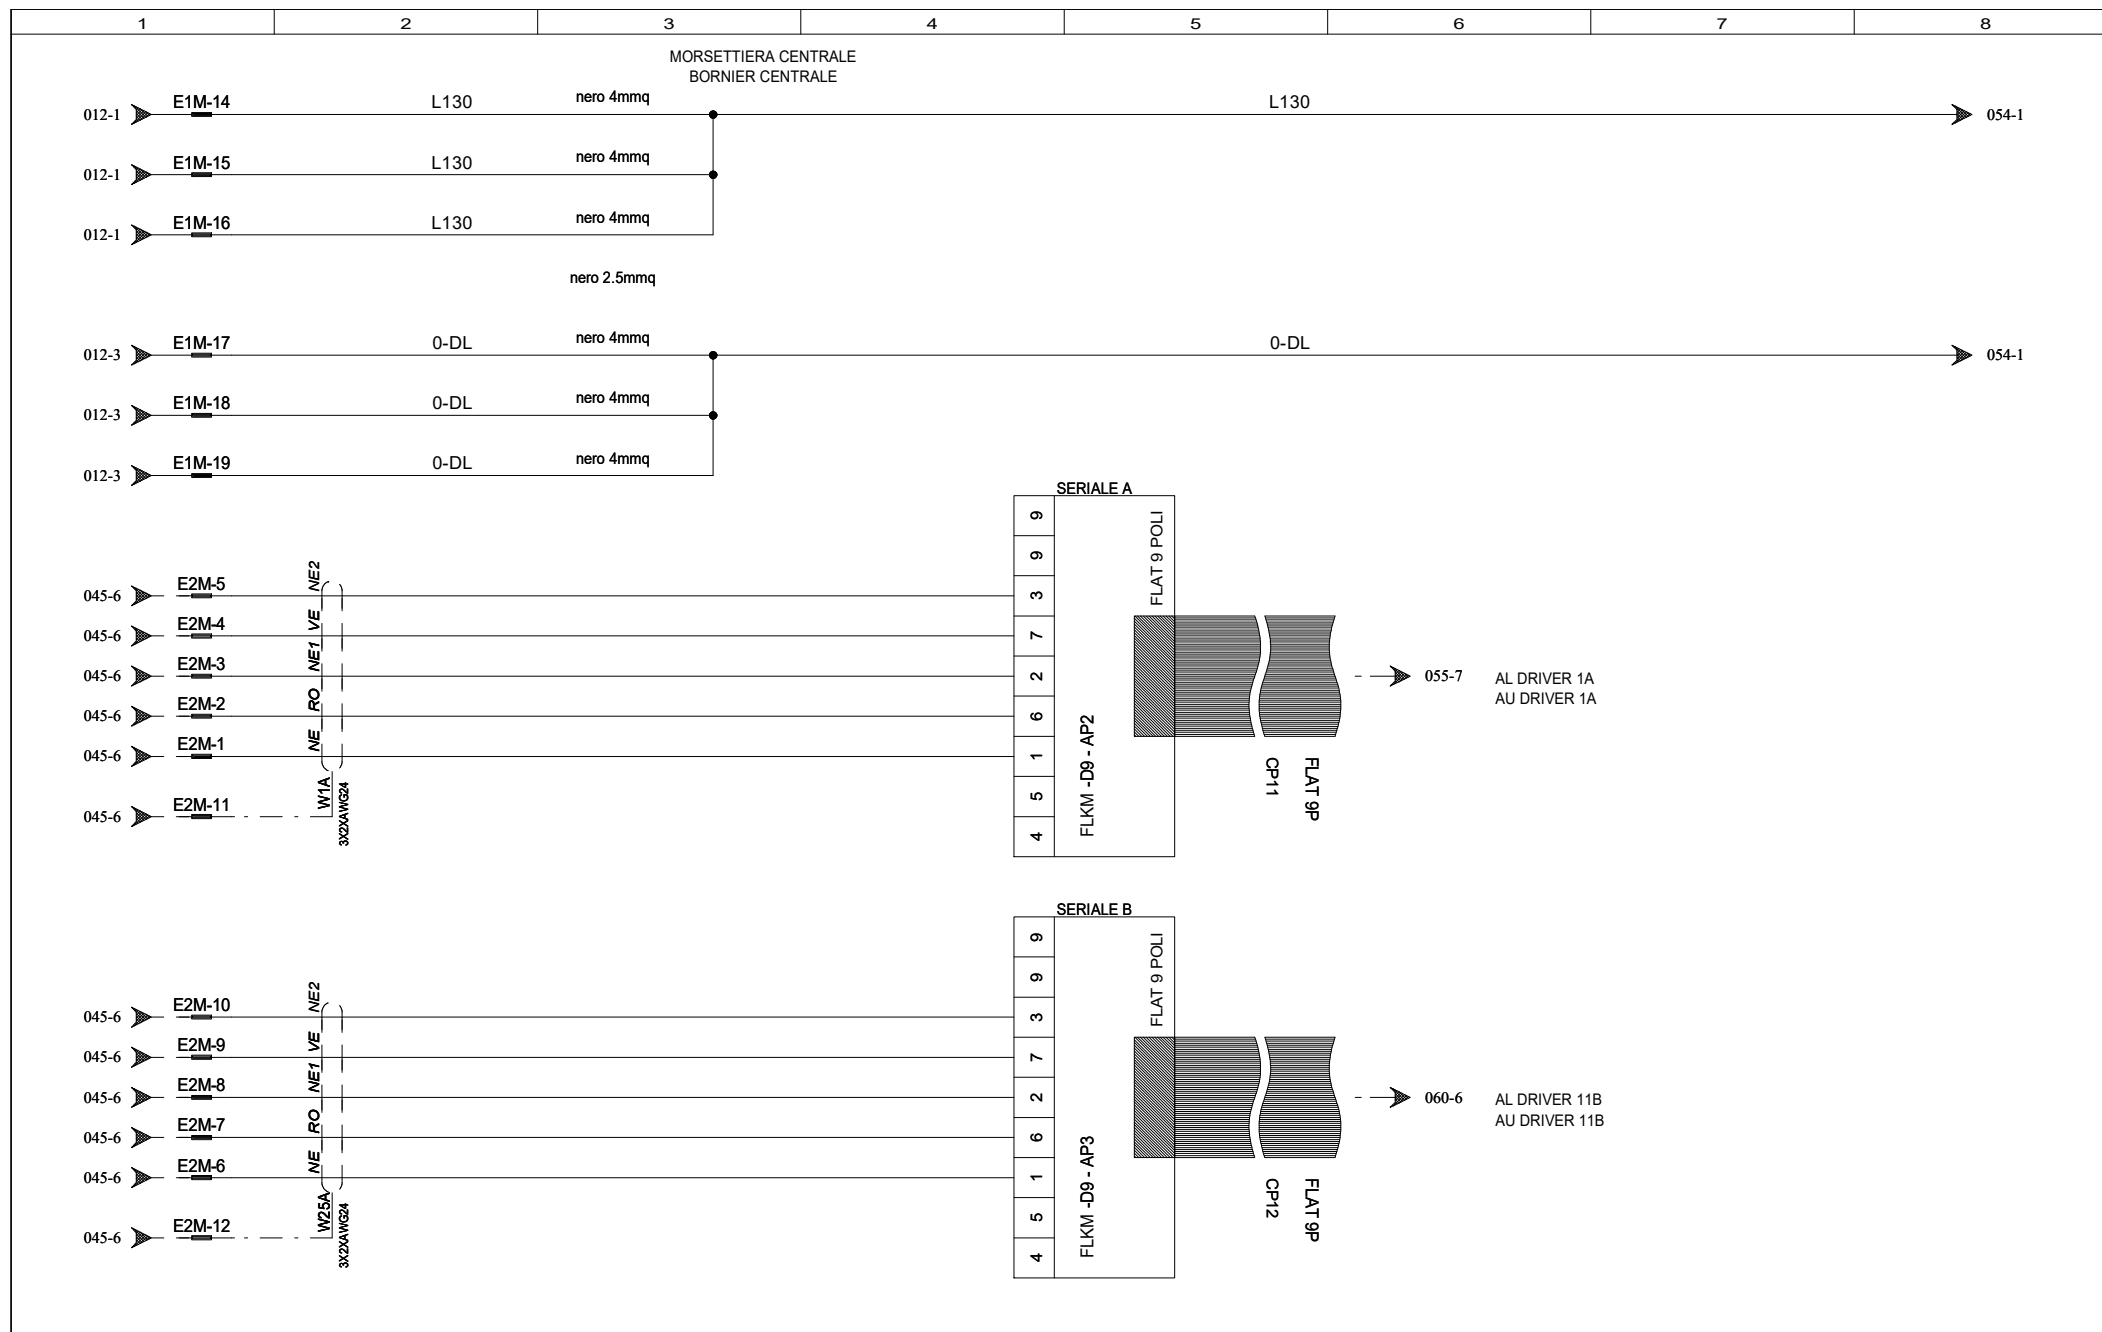 1 2 3 4 5 6 7 8
MORSETTIERA CENTRALE
BORNIER CENTRALE
012-1 E1M-14 L130 nero 4mmq L130 054-1
012-1 E1M-15 L130 nero 4mmq
012-1 E1M-16 L130 nero 4mmq
nero 2.5mmq
012-3 E1M-17 0-DL nero 4mmq 0-DL 054-1
012-3 E1M-18 0-DL nero 4mmq
012-3 E1M-19 0-DL nero 4mmq
SERIALE A
9
9
045-6 E2M-5 NE2 3
045-6 E2M-4 VE 7
045-6 E2M-3 NE1 2
045-6 E2M-2 RO 6
045-6 E2M-1 NE 1
045-6 E2M-11
5
4
W1A
3X2XAWG24
FLKM -D9 - AP2
FLAT 9 POLI
CP11
FLAT 9P
055-7
AL DRIVER 1A
AU DRIVER 1A
SERIALE B
9
9
045-6 E2M-10 NE2 3
045-6 E2M-9 VE 7
045-6 E2M-8 NE1 2
045-6 E2M-7 RO 6
045-6 E2M-6 NE 1
045-6 E2M-12
5
4
W25A
3X2XAWG24
FLKM -D9 - AP3
FLAT 9 POLI
CP12
FLAT 9P
060-6
AL DRIVER 11B
AU DRIVER 11B